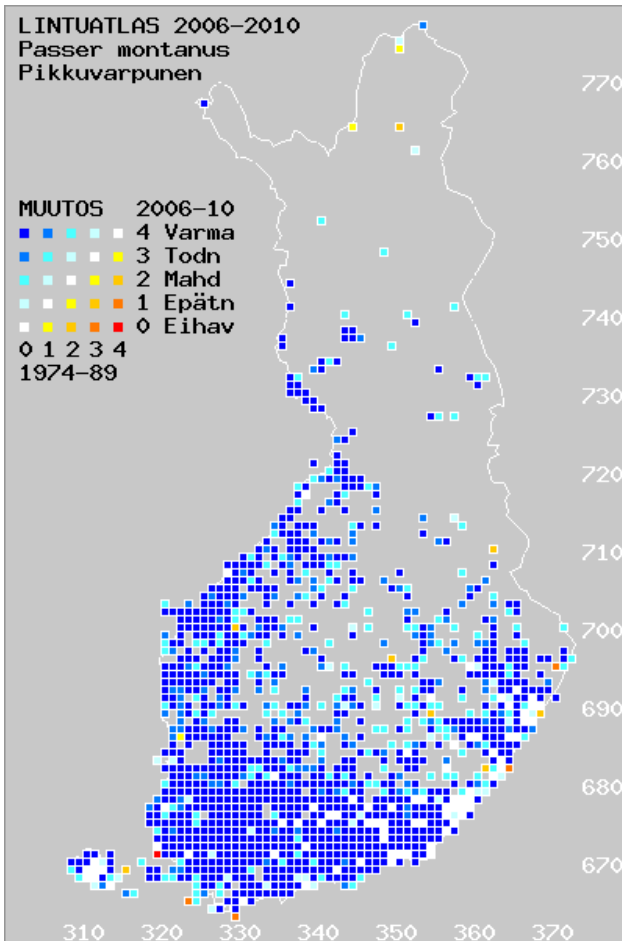 LINTUATLAS 2006-2010
Passer montanus
Pikkuvarpunen
770
760
MUUTOS 2006-10
4 Varma
3 Todn
2 Mahd
1 Epätn
0 Eihav
0 1 2 3 4
1974-89
750
740
730
720
710
700
690
680
670
310 320 330 340 350 360 370